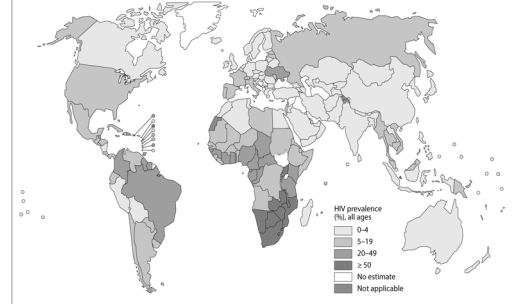 HIV prevalence
(%), all ages
0–4
5–19
20–49
≥ 50
No estimate
Not applicable